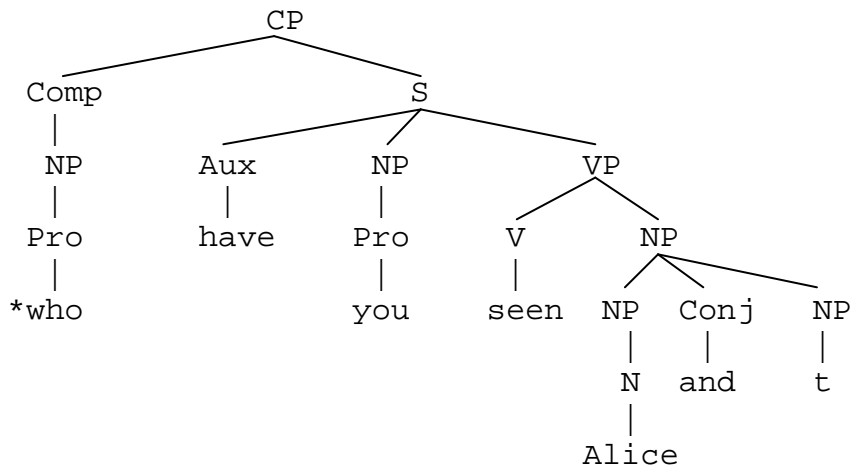 CP
Comp S
NP Aux NP VP
Pro have Pro V NP
*who you seen NP Conj NP
N and t
Alice